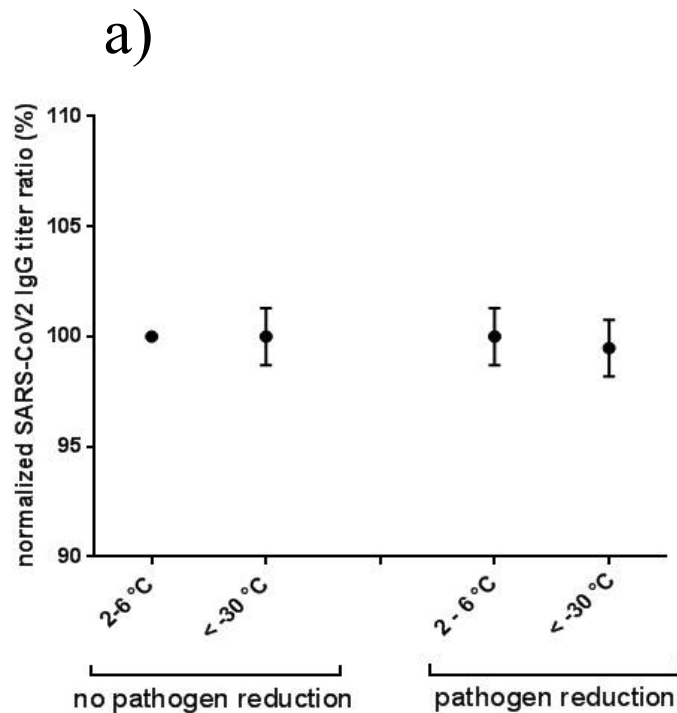 a)
normalized SARS-CoV2 IgG titer ratio (%)
110
105
100
95
90
2-6 °C
< -30 °C
2 - 6 °C
< -30 °C
no pathogen reduction
pathogen reduction